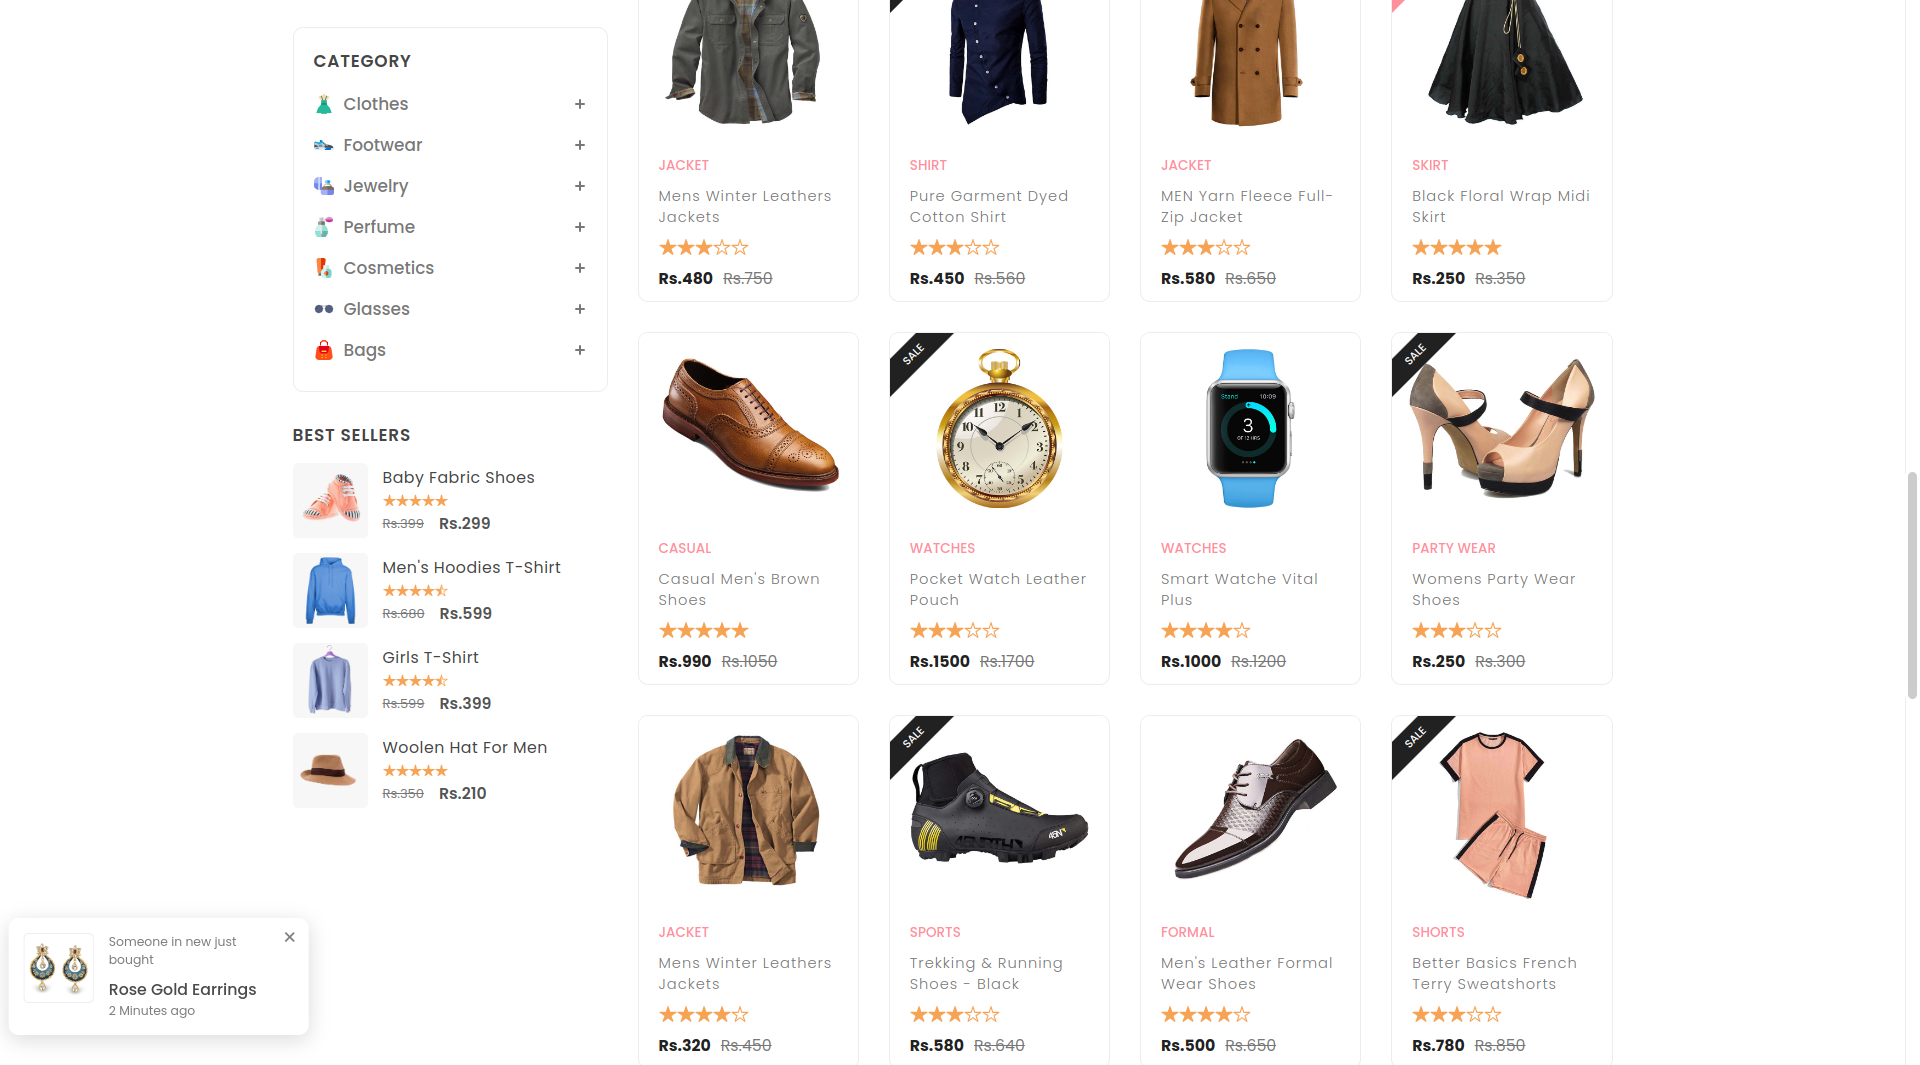 CATEGORY
Clothes
Footwear
Jewelry
Perfume
Cosmetics
Glasses
Bags
BEST SELLERS
Baby Fabric Shoes
Rs.399 Rs.299
Men's Hoodies T-Shirt
Rs.680 Rs.599
Girls T-Shirt
Rs.599 Rs.399
Woolen Hat For Men
Rs.350 Rs.210
JACKET
Mens Winter Leathers
Jackets
Rs.480 Rs.750
SHIRT
Pure Garment Dyed
Cotton Shirt
Rs.450 Rs.560
JACKET
MEN Yarn Fleece Full-
Zip Jacket
Rs.580 Rs.650
SKIRT
Black Floral Wrap Midi
Skirt
Rs.250 Rs.350
CASUAL
Casual Men's Brown
Shoes
Rs.990 Rs.1050
SALE
WATCHES
Pocket Watch Leather
Pouch
Rs.1500 Rs.1700
Stand 10:09
3
OF 12 HRS
WATCHES
Smart Watche Vital
Plus
Rs.1000 Rs.1200
SALE
PARTY WEAR
Womens Party Wear
Shoes
Rs.250 Rs.300
JACKET
Mens Winter Leathers
Jackets
Rs.320 Rs.450
SALE
SPORTS
Trekking & Running
Shoes - Black
Rs.580 Rs.640
FORMAL
Men's Leather Formal
Wear Shoes
Rs.500 Rs.650
SALE
SHORTS
Better Basics French
Terry Sweatshorts
Rs.780 Rs.850
Someone in new just
bought
Rose Gold Earrings
2 Minutes ago